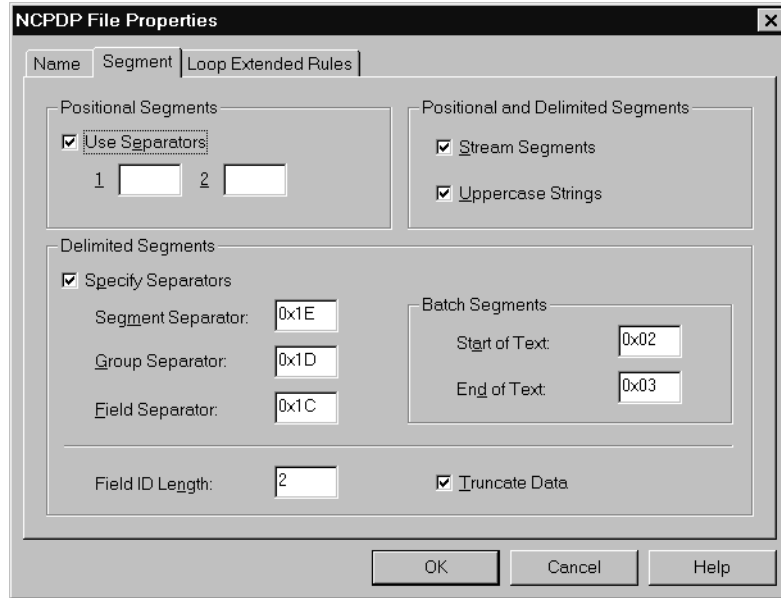 NCPDP File Properties
Name Segment Loop Extended Rules
Positional Segments
Use Separators
1 2
Positional and Delimited Segments
Stream Segments
Uppercase Strings
Delimited Segments
Specify Separators
Segment Separator: 0x1E
Group Separator: 0x1D
Field Separator: 0x1C
Batch Segments
Start of Text: 0x02
End of Text: 0x03
Field ID Length: 2
Truncate Data
OK Cancel Help